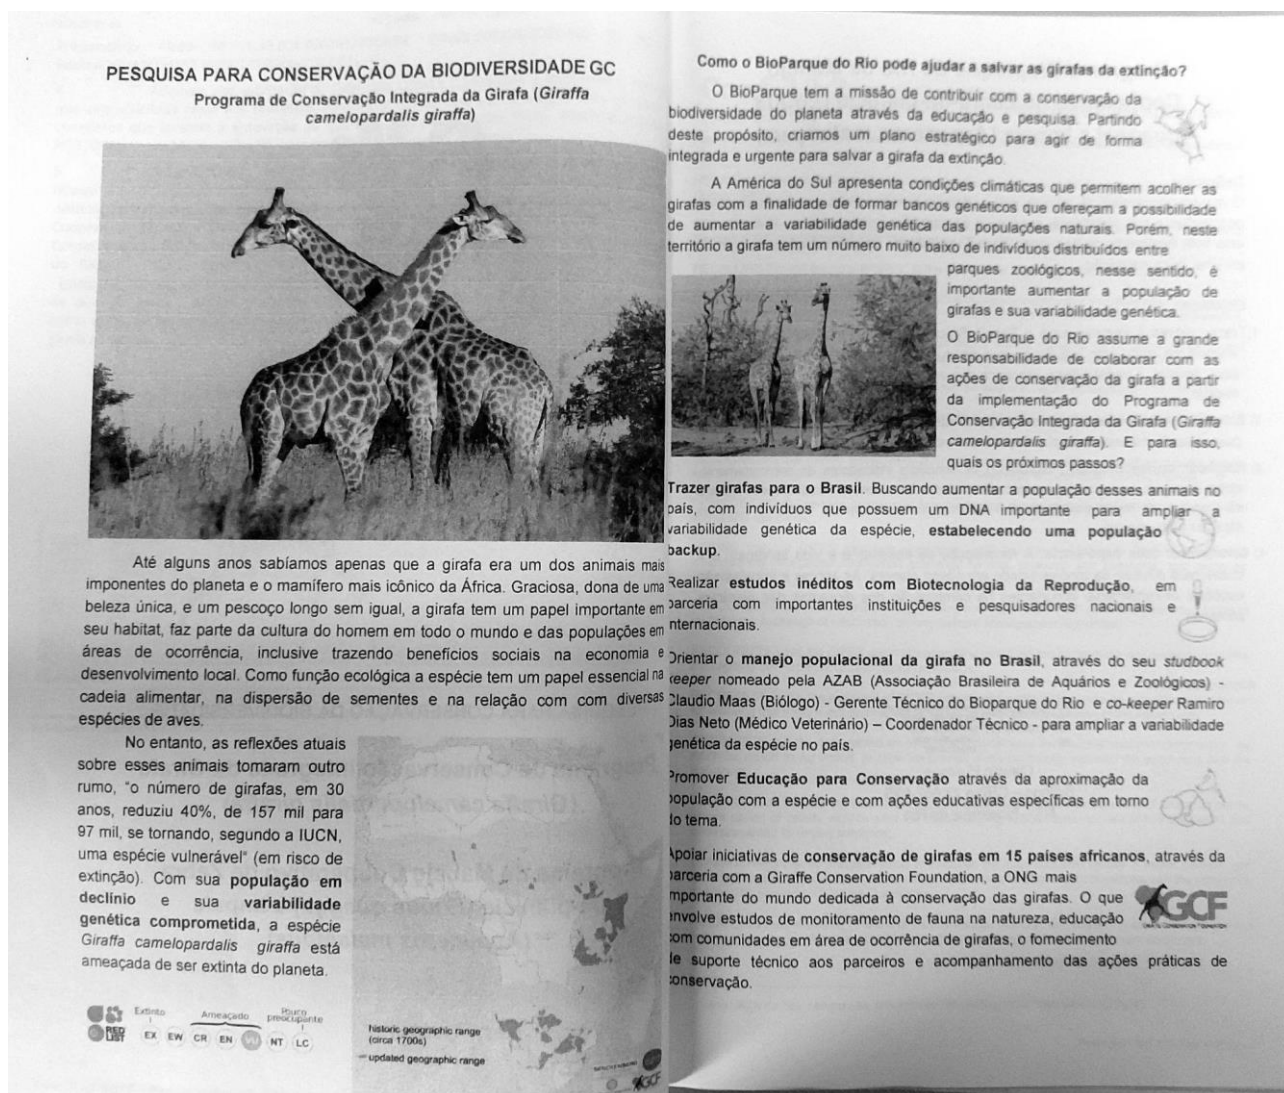 PESQUISA PARA CONSERVAÇÃO DA BIODIVERSIDADE GC
Programa de Conservação Integrada da Girafa (Giraffa
camelopardalis giraffa)
Até alguns anos sabíamos apenas que a girafa era um dos animais mais
imponentes do planeta e o mamífero mais icônico da África. Graciosa, dona de uma
beleza única, e um pescoço longo sem igual, a girafa tem um papel importante em
seu habitat, faz parte da cultura do homem em todo o mundo e das populações em
áreas de ocorrência, inclusive trazendo benefícios sociais na economia e
desenvolvimento local. Como função ecológica a espécie tem um papel essencial na
cadeia alimentar, na dispersão de sementes e na relação com com diversas
espécies de aves.
No entanto, as reflexões atuais
sobre esses animais tomaram outro
rumo, "o número de girafas, em 30
anos, reduziu 40%, de 157 mil para
97 mil, se tornando, segundo a IUCN,
uma espécie vulnerável" (em risco de
extinção). Com sua população em
declínio e sua variabilidade
genética comprometida, a espécie
Giraffa camelopardalis giraffa está
ameaçada de ser extinta do planeta.
Extinto Ameaçado Pouco
preocupante
RED
LIST EX EW CR EN VU NT LC
historic geographic range
(circa 1700s)
updated geographic range
GCF
Como o BioParque do Rio pode ajudar a salvar as girafas da extinção?
O BioParque tem a missão de contribuir com a conservação da
biodiversidade do planeta através da educação e pesquisa. Partindo
deste propósito, criamos um plano estratégico para agir de forma
integrada e urgente para salvar a girafa da extinção.
A América do Sul apresenta condições climáticas que permitem acolher as
girafas com a finalidade de formar bancos genéticos que ofereçam a possibilidade
de aumentar a variabilidade genética das populações naturais. Porém, neste
território a girafa tem um número muito baixo de indivíduos distribuídos entre
parques zoológicos, nesse sentido, é
importante aumentar a população de
girafas e sua variabilidade genética.
O BioParque do Rio assume a grande
responsabilidade de colaborar com as
ações de conservação da girafa a partir
da implementação do Programa de
Conservação Integrada da Girafa (Giraffa
camelopardalis giraffa). E para isso,
quais os próximos passos?
Trazer girafas para o Brasil. Buscando aumentar a população desses animais no
país, com indivíduos que possuem um DNA importante para ampliar a
variabilidade genética da espécie, estabelecendo uma população
backup.
Realizar estudos inéditos com Biotecnologia da Reprodução, em
parceria com importantes instituições e pesquisadores nacionais e
internacionais.
Orientar o manejo populacional da girafa no Brasil, através do seu studbook
keeper nomeado pela AZAB (Associação Brasileira de Aquários e Zoológicos) -
Claudio Maas (Biólogo) - Gerente Técnico do Bioparque do Rio e co-keeper Ramiro
Dias Neto (Médico Veterinário) – Coordenador Técnico - para ampliar a variabilidade
genética da espécie no país.
Promover Educação para Conservação através da aproximação da
população com a espécie e com ações educativas específicas em torno
do tema.
Apoiar iniciativas de conservação de girafas em 15 países africanos, através da
parceria com a Giraffe Conservation Foundation, a ONG mais
importante do mundo dedicada à conservação das girafas. O que
envolve estudos de monitoramento de fauna na natureza, educação
com comunidades em área de ocorrência de girafas, o fornecimento
de suporte técnico aos parceiros e acompanhamento das ações práticas de
conservação.
GCF